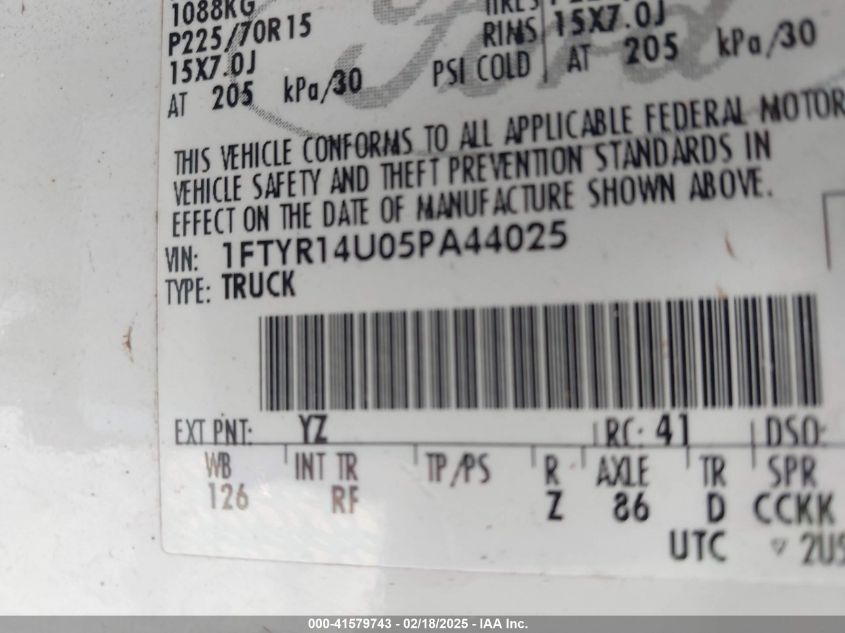 1088KG
P225/70R15
15X7.0J
AT 205 kPa/30
RIMS 15X7.0J
PSI COLD AT 205 kPa/30
THIS VEHICLE CONFORMS TO ALL APPLICABLE FEDERAL MOTOR
VEHICLE SAFETY AND THEFT PREVENTION STANDARDS IN
EFFECT ON THE DATE OF MANUFACTURE SHOWN ABOVE.
VIN: 1FTYR14U05PA44025
TYPE: TRUCK
EXT PNT: YZ RC: 41 DSO:
WB INT TR TP/PS R AXLE TR SPR
126 RF Z 86 D CCKK
UTC
000-41579743 - 02/18/2025 - IAA Inc.